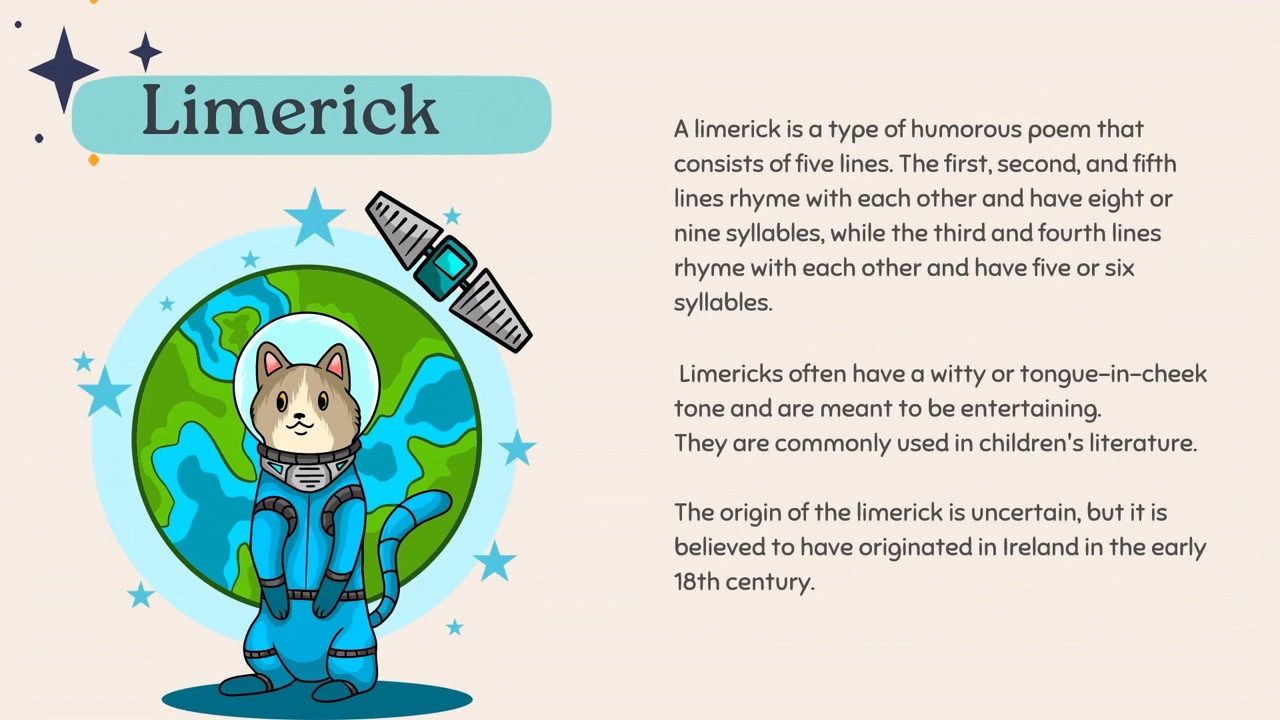 Limerick
A limerick is a type of humorous poem that
consists of five lines. The first, second, and fifth
lines rhyme with each other and have eight or
nine syllables, while the third and fourth lines
rhyme with each other and have five or six
syllables.
Limericks often have a witty or tongue-in-cheek
tone and are meant to be entertaining.
They are commonly used in children's literature.
The origin of the limerick is uncertain, but it is
believed to have originated in Ireland in the early
18th century.